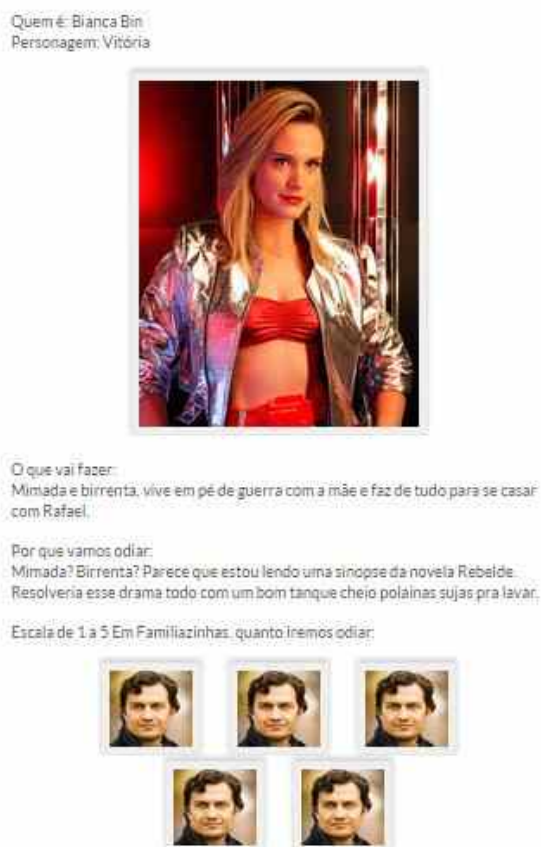 Quem é: Bianca Bin
Personagem: Vitória
O que vai fazer:
Mimada e birrenta, vive em pé de guerra com a mãe e faz de tudo para se casar
com Rafael.
Por que vamos odiar:
Mimada? Birrenta? Parece que estou lendo uma sinopse da novela Rebelde.
Resolveria esse drama todo com um bom tanque cheio polainas sujas pra lavar.
Escala de 1 a 5 Em Familiazinhas, quanto iremos odiar: